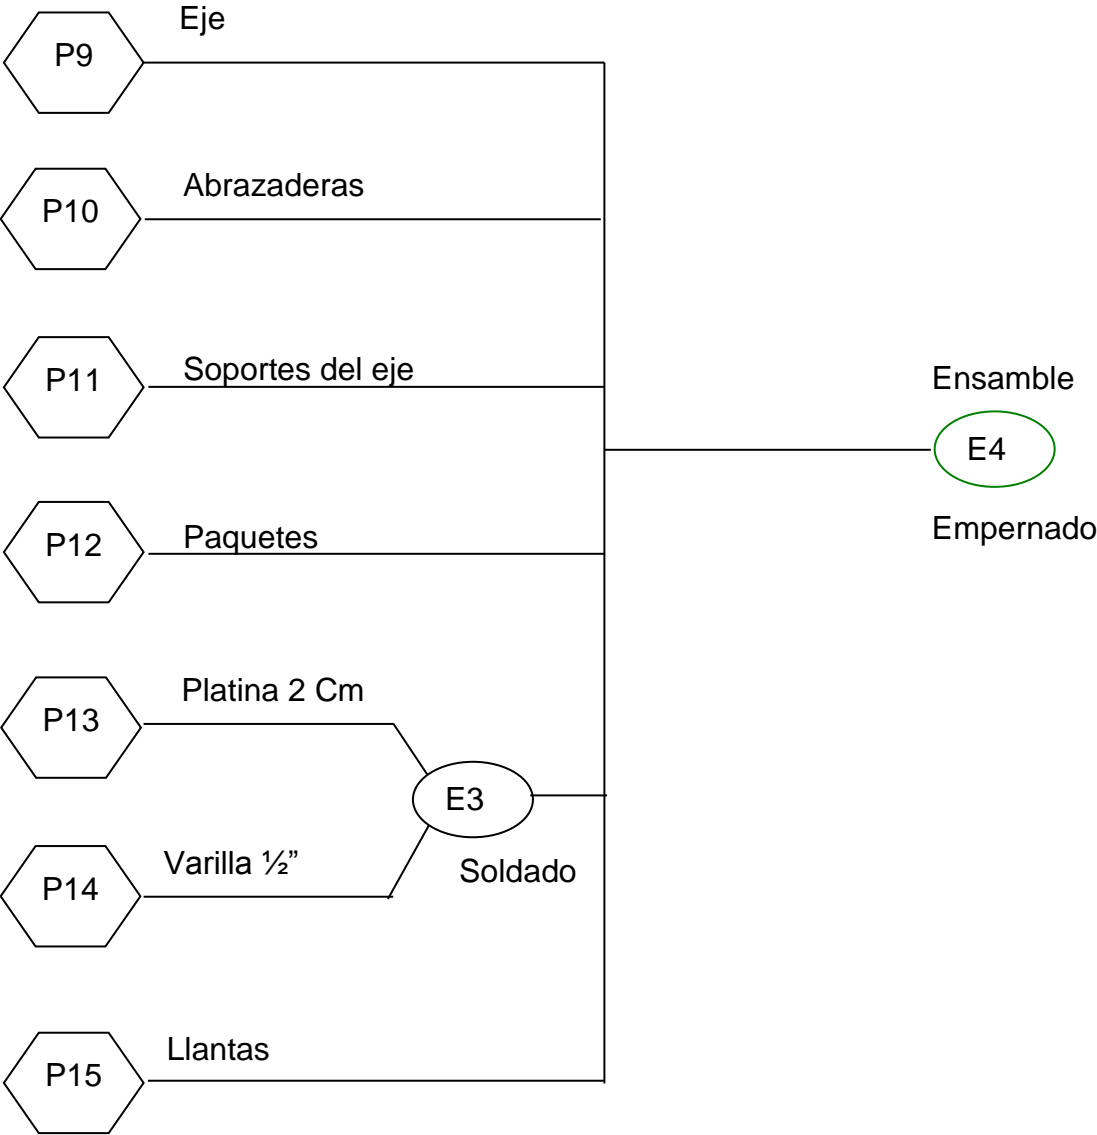 Eje
P9
Abrazaderas
P10
Soportes del eje
P11
Ensamble
E4
Empernado
Paquetes
P12
Platina 2 Cm
P13
E3
Soldado
Varilla ½”
P14
Llantas
P15